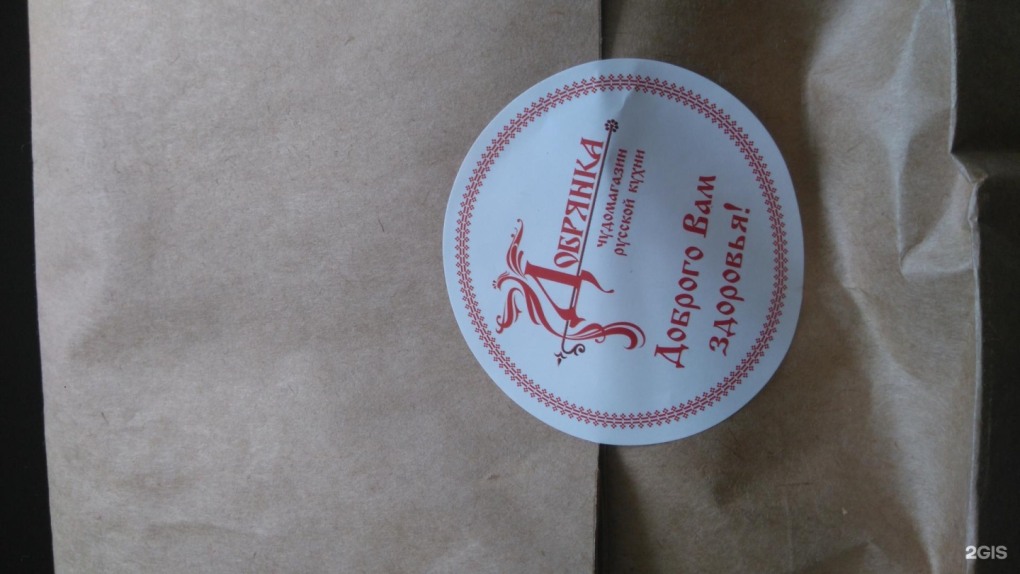 Добрянка
чудомагазин
русской кухни
Доброго Вам
Здоровья!
2GIS